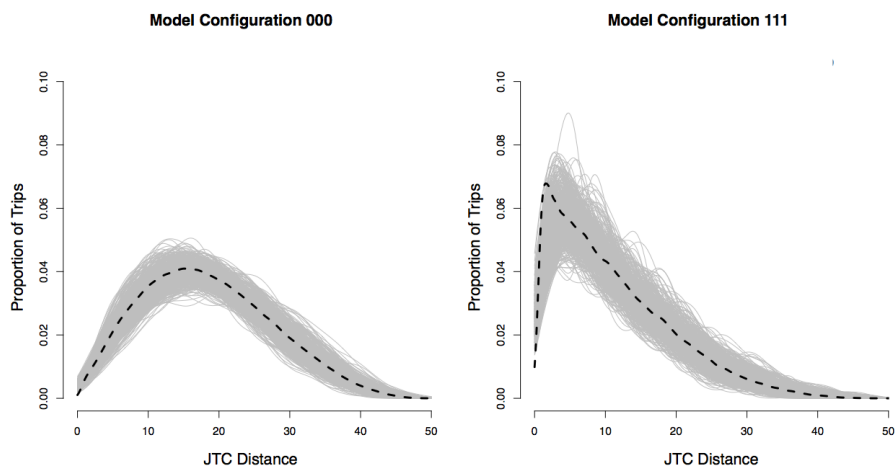 Model Configuration 000
Proportion of Trips
0.10
0.08
0.06
0.04
0.02
0.00
0 10 20 30 40 50
JTC Distance
Model Configuration 111
Proportion of Trips
0.10
0.08
0.06
0.04
0.02
0.00
0 10 20 30 40 50
JTC Distance